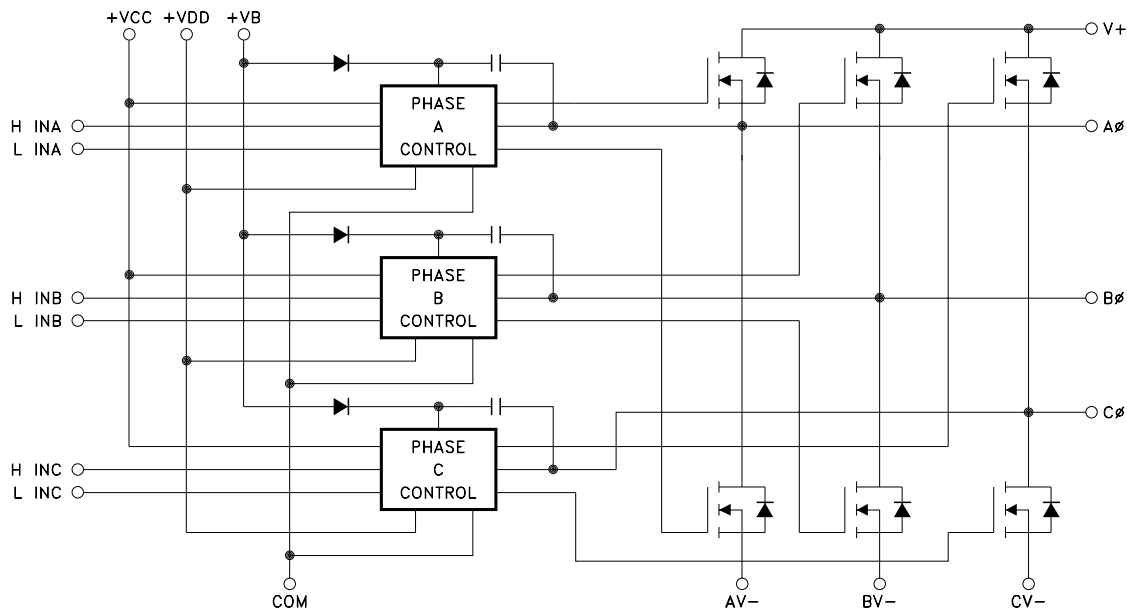 +VCC +VDD +VB
V+
PHASE
A
CONTROL
H INA
L INA
AØ
PHASE
B
CONTROL
H INB
L INB
BØ
CØ
PHASE
C
CONTROL
H INC
L INC
COM
AV-
BV-
CV-